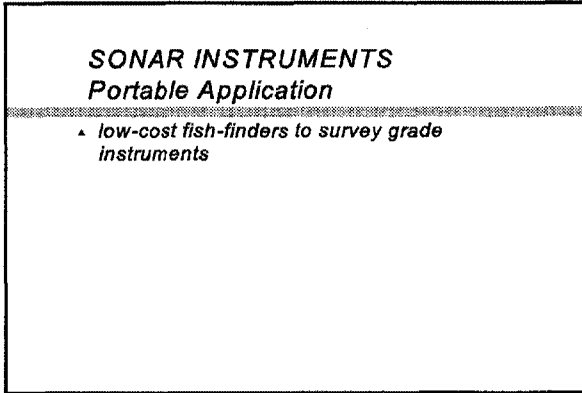 SONAR INSTRUMENTS
Portable Application
▴ low-cost fish-finders to survey grade
instruments